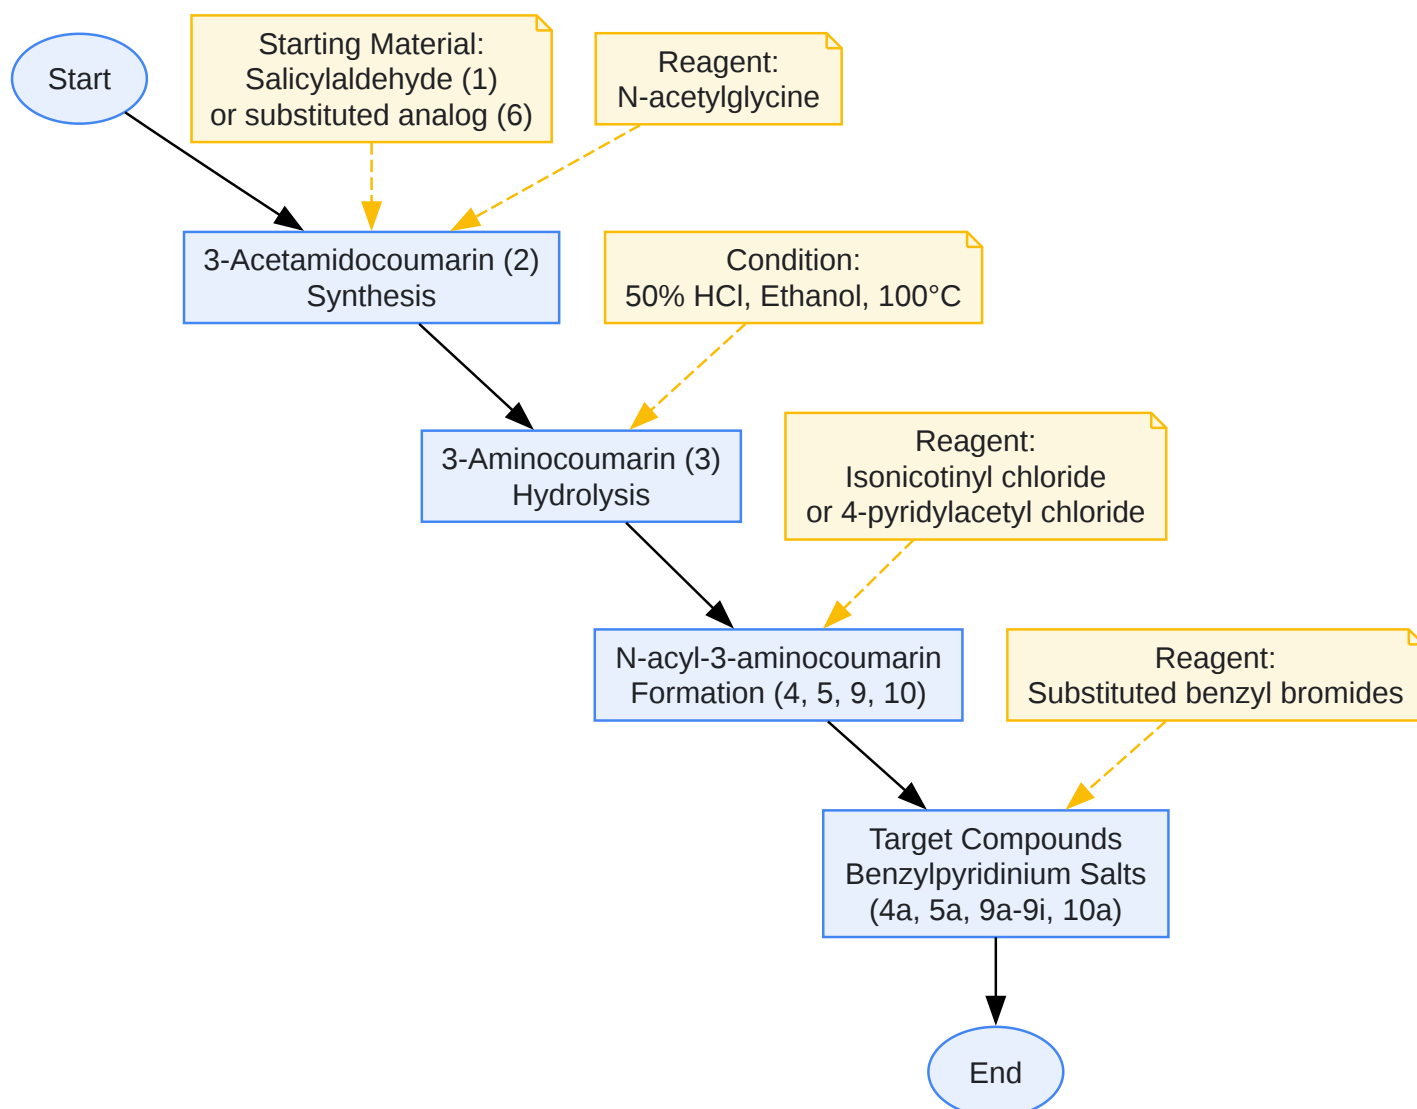 Start
Starting Material:
Salicylaldehyde (1)
or substituted analog (6)
Reagent:
N-acetylglycine
3-Acetamidocoumarin (2)
Synthesis
Condition:
50% HCl, Ethanol, 100°C
3-Aminocoumarin (3)
Hydrolysis
Reagent:
Isonicotinyl chloride
or 4-pyridylacetyl chloride
N-acyl-3-aminocoumarin
Formation (4, 5, 9, 10)
Reagent:
Substituted benzyl bromides
Target Compounds
Benzylpyridinium Salts
(4a, 5a, 9a-9i, 10a)
End